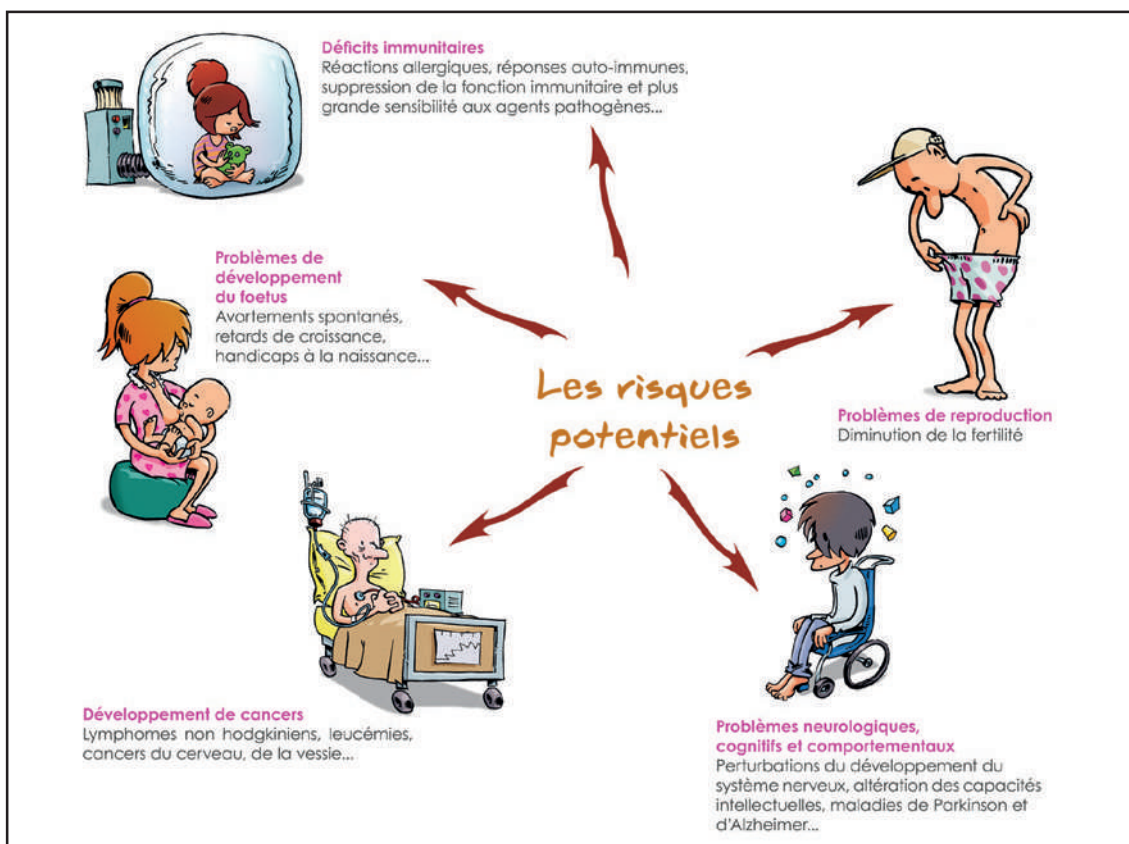 Déficits immunitaires
Réactions allergiques, réponses auto-immunes,
suppression de la fonction immunitaire et plus
grande sensibilité aux agents pathogènes...
Problèmes de
développement
du foetus
Avortements spontanés,
retards de croissance,
handicaps à la naissance...
Les risques
potentiels
Problèmes de reproduction
Diminution de la fertilité
Développement de cancers
Lymphomes non hodgkiniens, leucémies,
cancers du cerveau, de la vessie...
Problèmes neurologiques,
cognitifs et comportementaux
Perturbations du développement du
système nerveux, altération des capacités
intellectuelles, maladies de Parkinson et
d'Alzheimer...